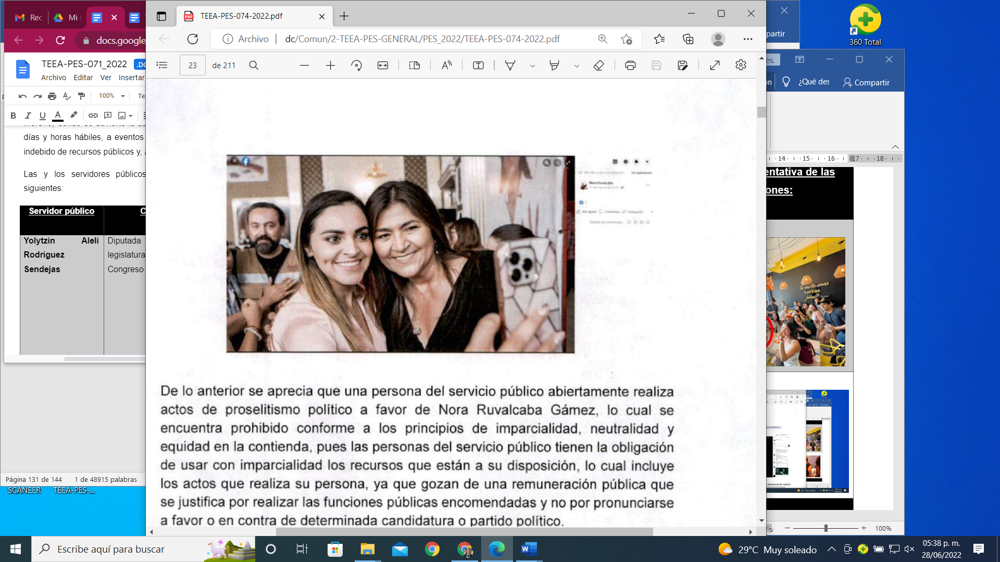 Rec
Mi
docs.google
TEEA-PES-071_2022
.DO
Archivo Editar Ver Insertar
100%
días y horas hábiles, a eventos
indebido de recursos públicos y,
Las y los servidores públicos
siguientes:
Servidor público
Yolytzín Alelí
Rodríguez
Sendejas
Diputada
legislatura
Congreso
Página 131 de 144 1 de 48915 palabras
SCANEER TEEA-PES-...
TEEA-PES-074-2022.pdf
Archivo dc/Comun/2-TEEA-PES-GENERAL/PES_2022/TEEA-PES-074-2022.pdf
23 de 211
Nora Ruvalcaba
De lo anterior se aprecia que una persona del servicio público abiertamente realiza
actos de proselitismo político a favor de Nora Ruvalcaba Gámez, lo cual se
encuentra prohibido conforme a los principios de imparcialidad, neutralidad y
equidad en la contienda, pues las personas del servicio público tienen la obligación
de usar con imparcialidad los recursos que están a su disposición, lo cual incluye
los actos que realiza su persona, ya que gozan de una remuneración pública que
se justifica por realizar las funciones públicas encomendadas y no por pronunciarse
a favor o en contra de determinada candidatura o partido político.
partir
360 Total
es.
ón
¿Qué des
Compartir
14 15 16 17 18
entativa de las
ones:
Te invito unas
tortas
100%
Escribe aquí para buscar
29°C Muy soleado
05:38 p. m.
28/06/2022